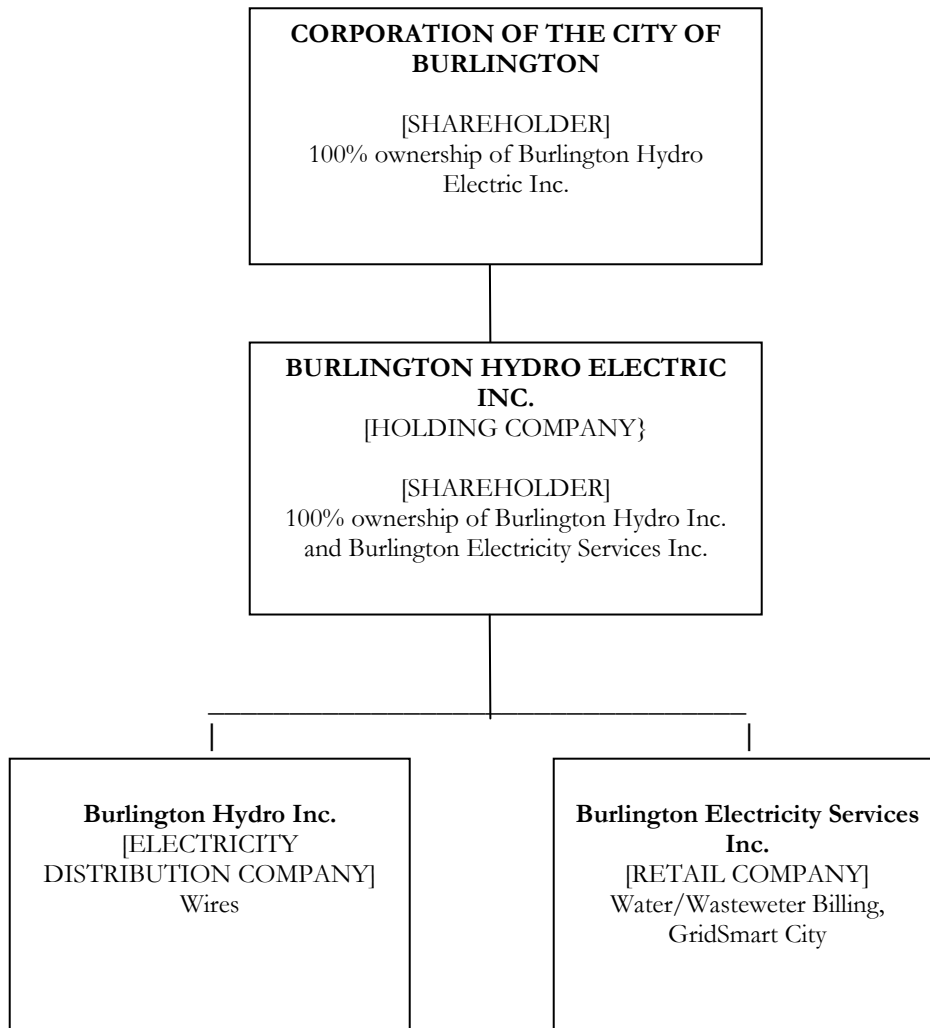 CORPORATION OF THE CITY OF
BURLINGTON
[SHAREHOLDER]
100% ownership of Burlington Hydro
Electric Inc.
BURLINGTON HYDRO ELECTRIC
INC.
[HOLDING COMPANY}
[SHAREHOLDER]
100% ownership of Burlington Hydro Inc.
and Burlington Electricity Services Inc.
Burlington Hydro Inc.
[ELECTRICITY
DISTRIBUTION COMPANY]
Wires
Burlington Electricity Services
Inc.
[RETAIL COMPANY]
Water/Wasteweter Billing,
GridSmart City